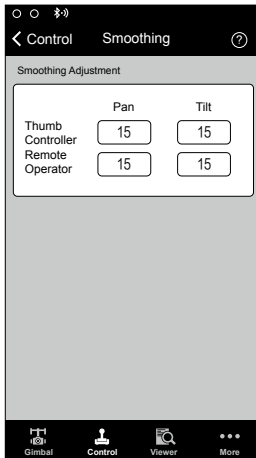 Control Smoothing ?
Smoothing Adjustment
Pan Tilt
Thumb
Controller 15 15
Remote
Operator 15 15
Gimbal Control Viewer More